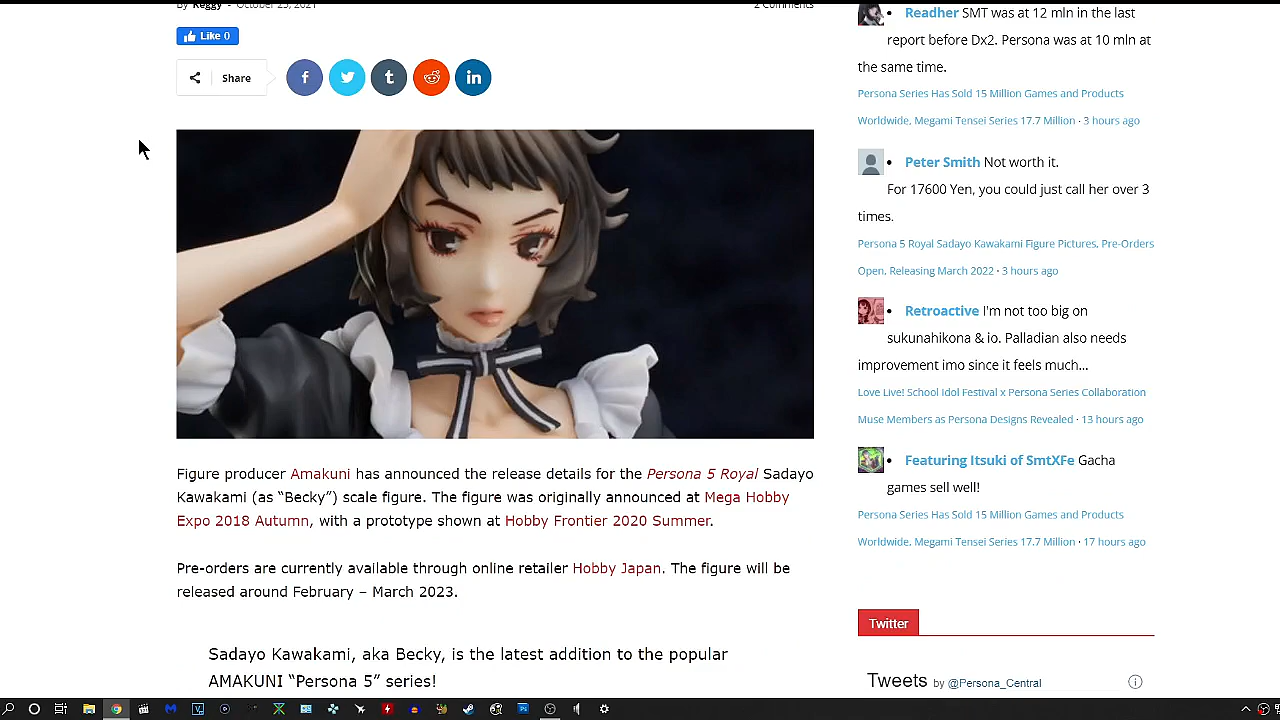 By Reggy - October 25, 2021
2 Comments
Like 0
Share
Figure producer Amakuni has announced the release details for the Persona 5 Royal Sadayo
Kawakami (as “Becky”) scale figure. The figure was originally announced at Mega Hobby
Expo 2018 Autumn, with a prototype shown at Hobby Frontier 2020 Summer.
Pre-orders are currently available through online retailer Hobby Japan. The figure will be
released around February – March 2023.
Sadayo Kawakami, aka Becky, is the latest addition to the popular
AMAKUNI “Persona 5” series!
Readher SMT was at 12 mln in the last
report before Dx2. Persona was at 10 mln at
the same time.
Persona Series Has Sold 15 Million Games and Products
Worldwide, Megami Tensei Series 17.7 Million · 3 hours ago
Peter Smith Not worth it.
For 17600 Yen, you could just call her over 3
times.
Persona 5 Royal Sadayo Kawakami Figure Pictures, Pre-Orders
Open, Releasing March 2022 · 3 hours ago
Retroactive I'm not too big on
sukunahikona & io. Palladian also needs
improvement imo since it feels much...
Love Live! School Idol Festival x Persona Series Collaboration
Muse Members as Persona Designs Revealed · 13 hours ago
Featuring Itsuki of SmtXFe Gacha
games sell well!
Persona Series Has Sold 15 Million Games and Products
Worldwide, Megami Tensei Series 17.7 Million · 17 hours ago
Twitter
Tweets by @Persona_Central